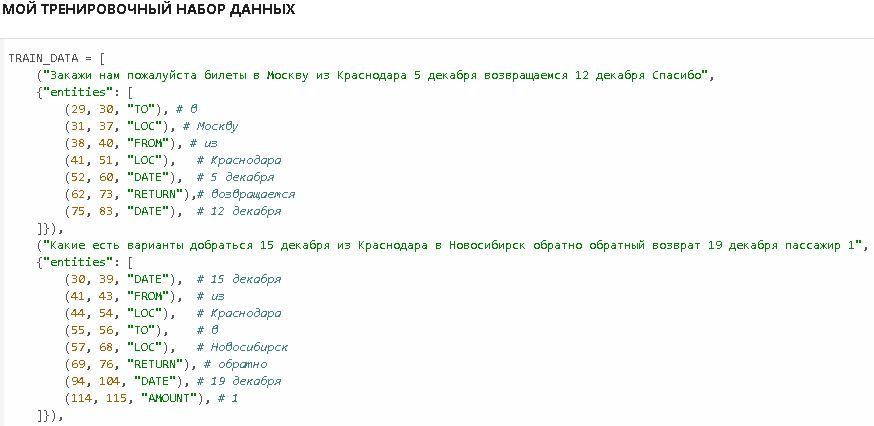 МОЙ ТРЕНИРОВОЧНЫЙ НАБОР ДАННЫХ
TRAIN_DATA = [
("Закажи нам пожалуйста билеты в Москву из Краснодара 5 декабря возвращаемся 12 декабря Спасибо",
{"entities": [
(29, 30, "TO"), # в
(31, 37, "LOC"), # Москву
(38, 40, "FROM"), # из
(41, 51, "LOC"), # Краснодара
(52, 60, "DATE"), # 5 декабря
(62, 73, "RETURN"),# возвращаемся
(75, 83, "DATE"), # 12 декабря
]}),
("Какие есть варианты добраться 15 декабря из Краснодара в Новосибирск обратно обратный возврат 19 декабря пассажир 1",
{"entities": [
(30, 39, "DATE"), # 15 декабря
(41, 43, "FROM"), # из
(44, 54, "LOC"), # Краснодара
(55, 56, "TO"), # в
(57, 68, "LOC"), # Новосибирск
(69, 76, "RETURN"), # обратно
(94, 104, "DATE"), # 19 декабря
(114, 115, "AMOUNT"), # 1
]}),